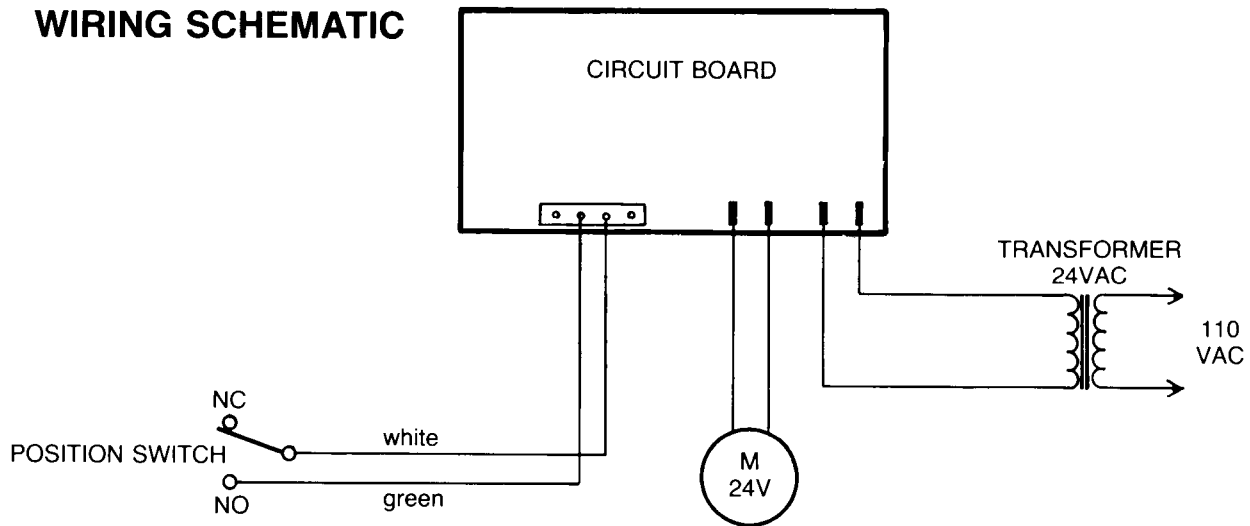 WIRING SCHEMATIC
CIRCUIT BOARD
TRANSFORMER
24VAC
110
VAC
NC
POSITION SWITCH
white
NO
green
M
24V